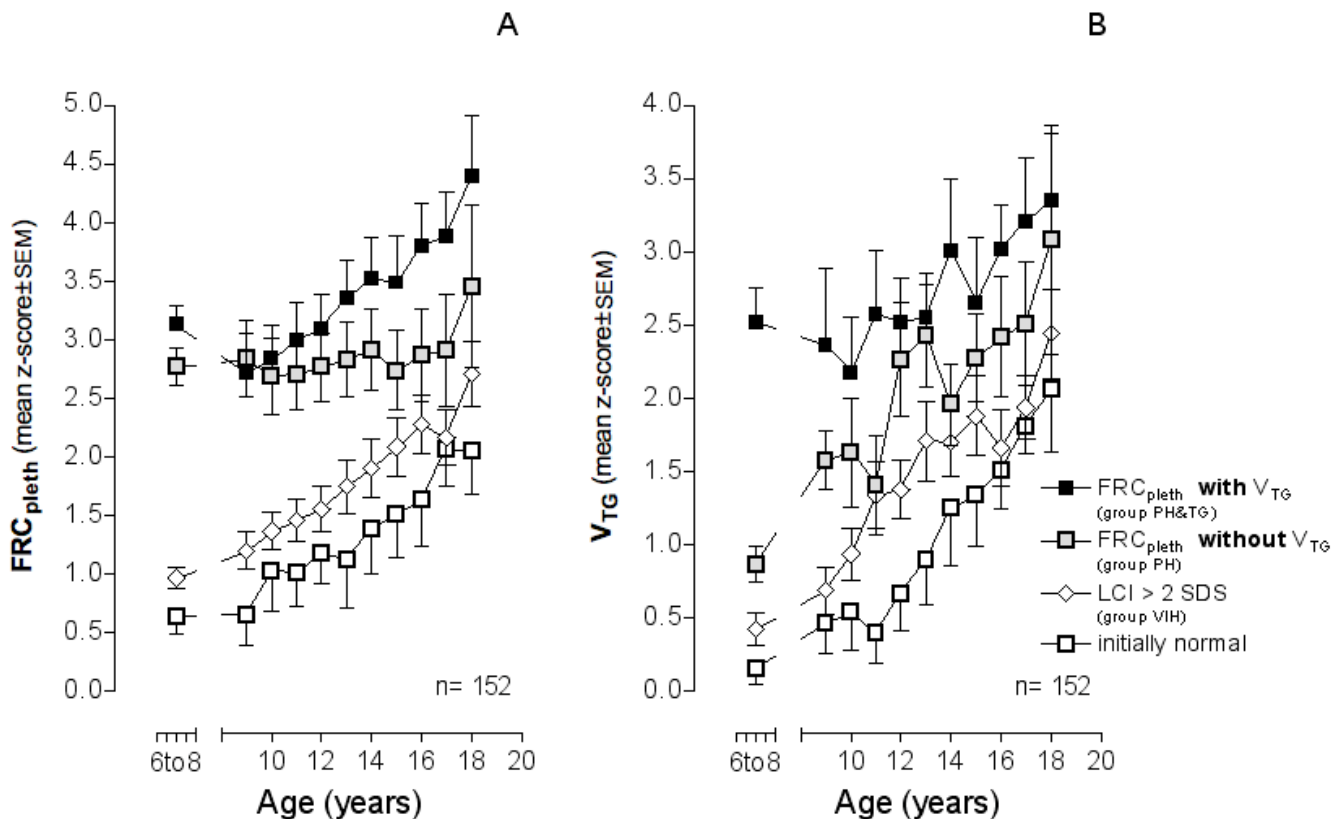 A
B
FRCpleth (mean z-score±SEM)
5.0
4.5
4.0
3.5
3.0
2.5
2.0
1.5
1.0
0.5
0.0
n= 152
6to8
10
12
14
16
18
20
Age (years)
VTG (mean z-score±SEM)
4.0
3.5
3.0
2.5
2.0
1.5
1.0
0.5
0.0
FRCpleth with VTG
(group PH&TG)
FRCpleth without VTG
(group PH)
LCI > 2 SDS
(group VIH)
initially normal
n= 152
6to8
10
12
14
16
18
20
Age (years)